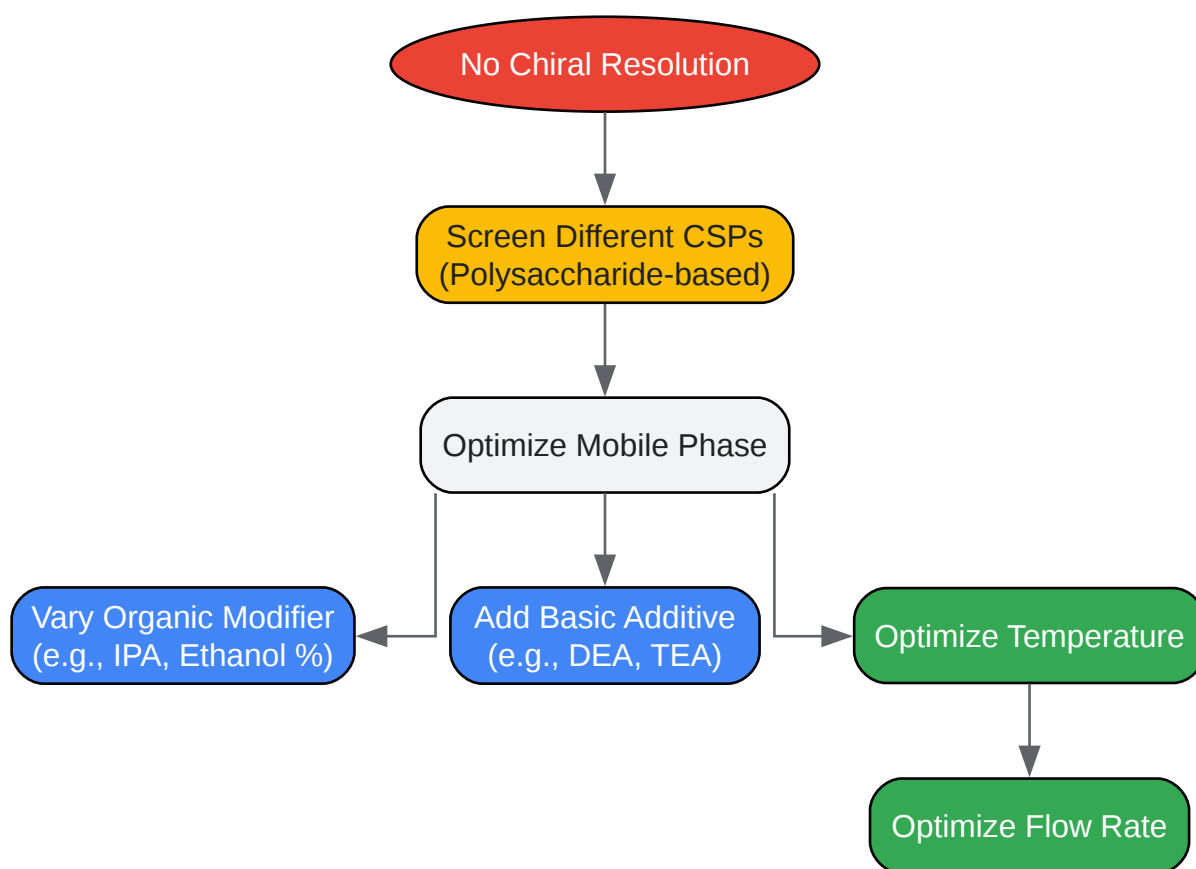 No Chiral Resolution
Screen Different CSPs
(Polysaccharide-based)
Optimize Mobile Phase
Vary Organic Modifier
(e.g., IPA, Ethanol %)
Add Basic Additive
(e.g., DEA, TEA)
Optimize Temperature
Optimize Flow Rate